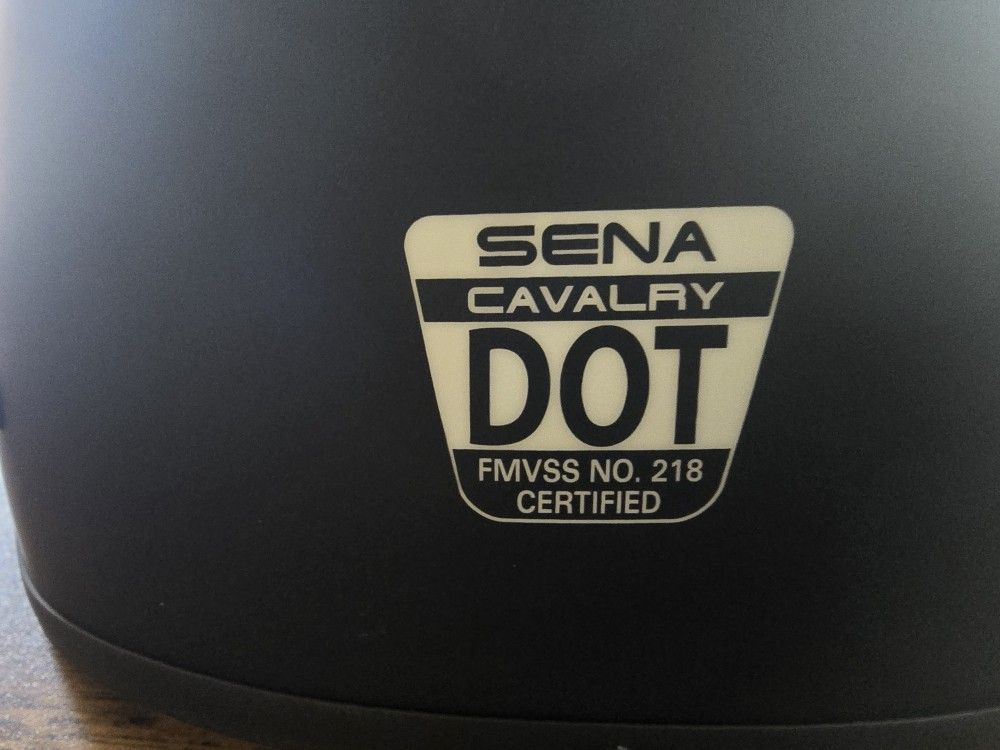 SENA
CAVALRY
DOT
FMVSS NO. 218
CERTIFIED